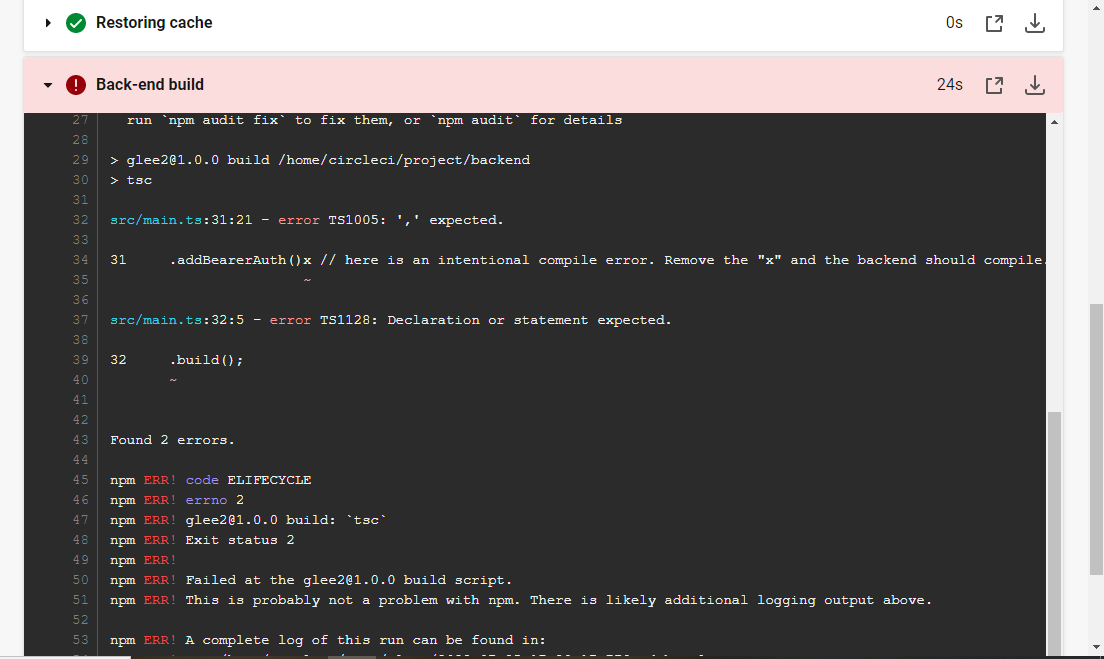 Restoring cache 0s
Back-end build 24s
27 run `npm audit fix` to fix them, or `npm audit` for details
28
29 > glee2@1.0.0 build /home/circleci/project/backend
30 > tsc
31
32 src/main.ts:31:21 - error TS1005: ',' expected.
33
34 31 .addBearerAuth()x // here is an intentional compile error. Remove the "x" and the backend should compile.
35 ~
36
37 src/main.ts:32:5 - error TS1128: Declaration or statement expected.
38
39 32 .build();
40 ~
41
42
43 Found 2 errors.
44
45 npm ERR! code ELIFECYCLE
46 npm ERR! errno 2
47 npm ERR! glee2@1.0.0 build: `tsc`
48 npm ERR! Exit status 2
49 npm ERR!
50 npm ERR! Failed at the glee2@1.0.0 build script.
51 npm ERR! This is probably not a problem with npm. There is likely additional logging output above.
52
53 npm ERR! A complete log of this run can be found in: